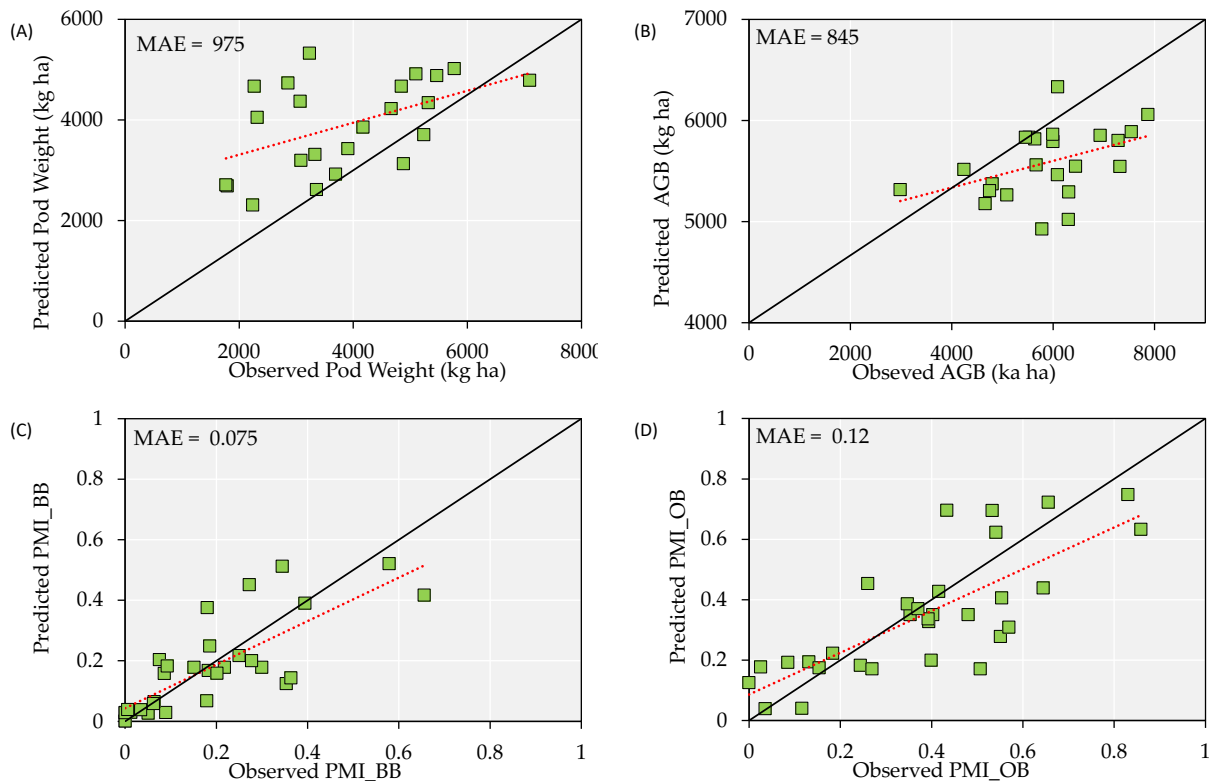 (A)
MAE = 975
Predicted Pod Weight (kg ha)
6000
4000
2000
0
0 2000 4000 6000 8000
Observed Pod Weight (kg ha)
(B)
MAE = 845
Predicted AGB (kg ha)
7000
6000
5000
4000
0 2000 4000 6000 8000
Obseved AGB (ka ha)
(C)
MAE = 0.075
Predicted PMI_BB
1
0.8
0.6
0.4
0.2
0
0 0.2 0.4 0.6 0.8 1
Observed PMI_BB
(D)
MAE = 0.12
Predicted PMI_OB
1
0.8
0.6
0.4
0.2
0
0 0.2 0.4 0.6 0.8 1
Observed PMI_OB